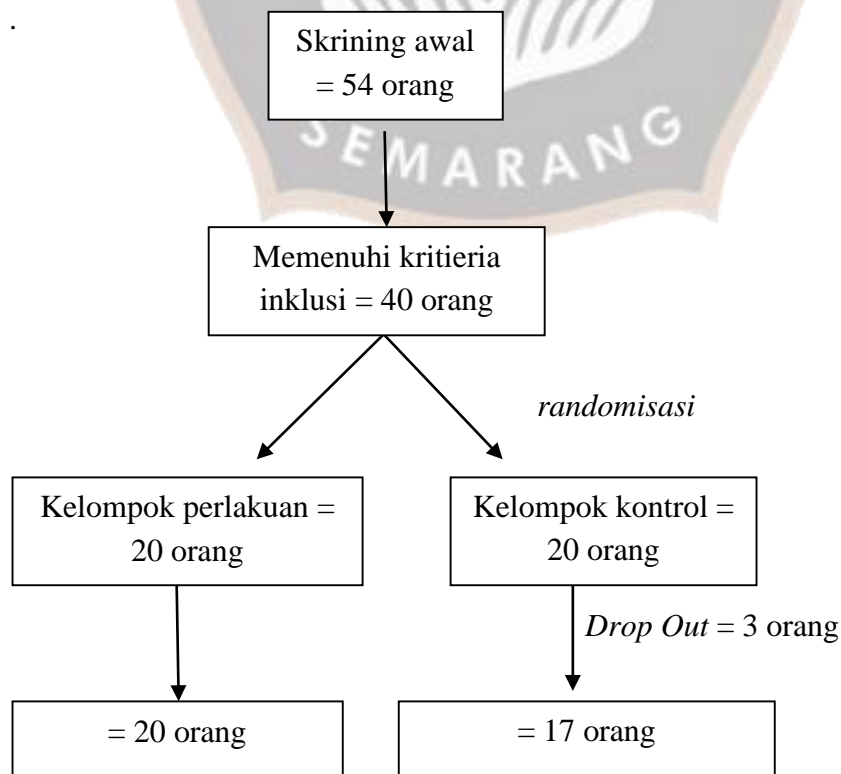 .
Skrining awal
= 54 orang
SEMARANG
Memenuhi kritieria
inklusi = 40 orang
randomisasi
Kelompok perlakuan =
20 orang
Kelompok kontrol =
20 orang
Drop Out = 3 orang
= 20 orang
= 17 orang